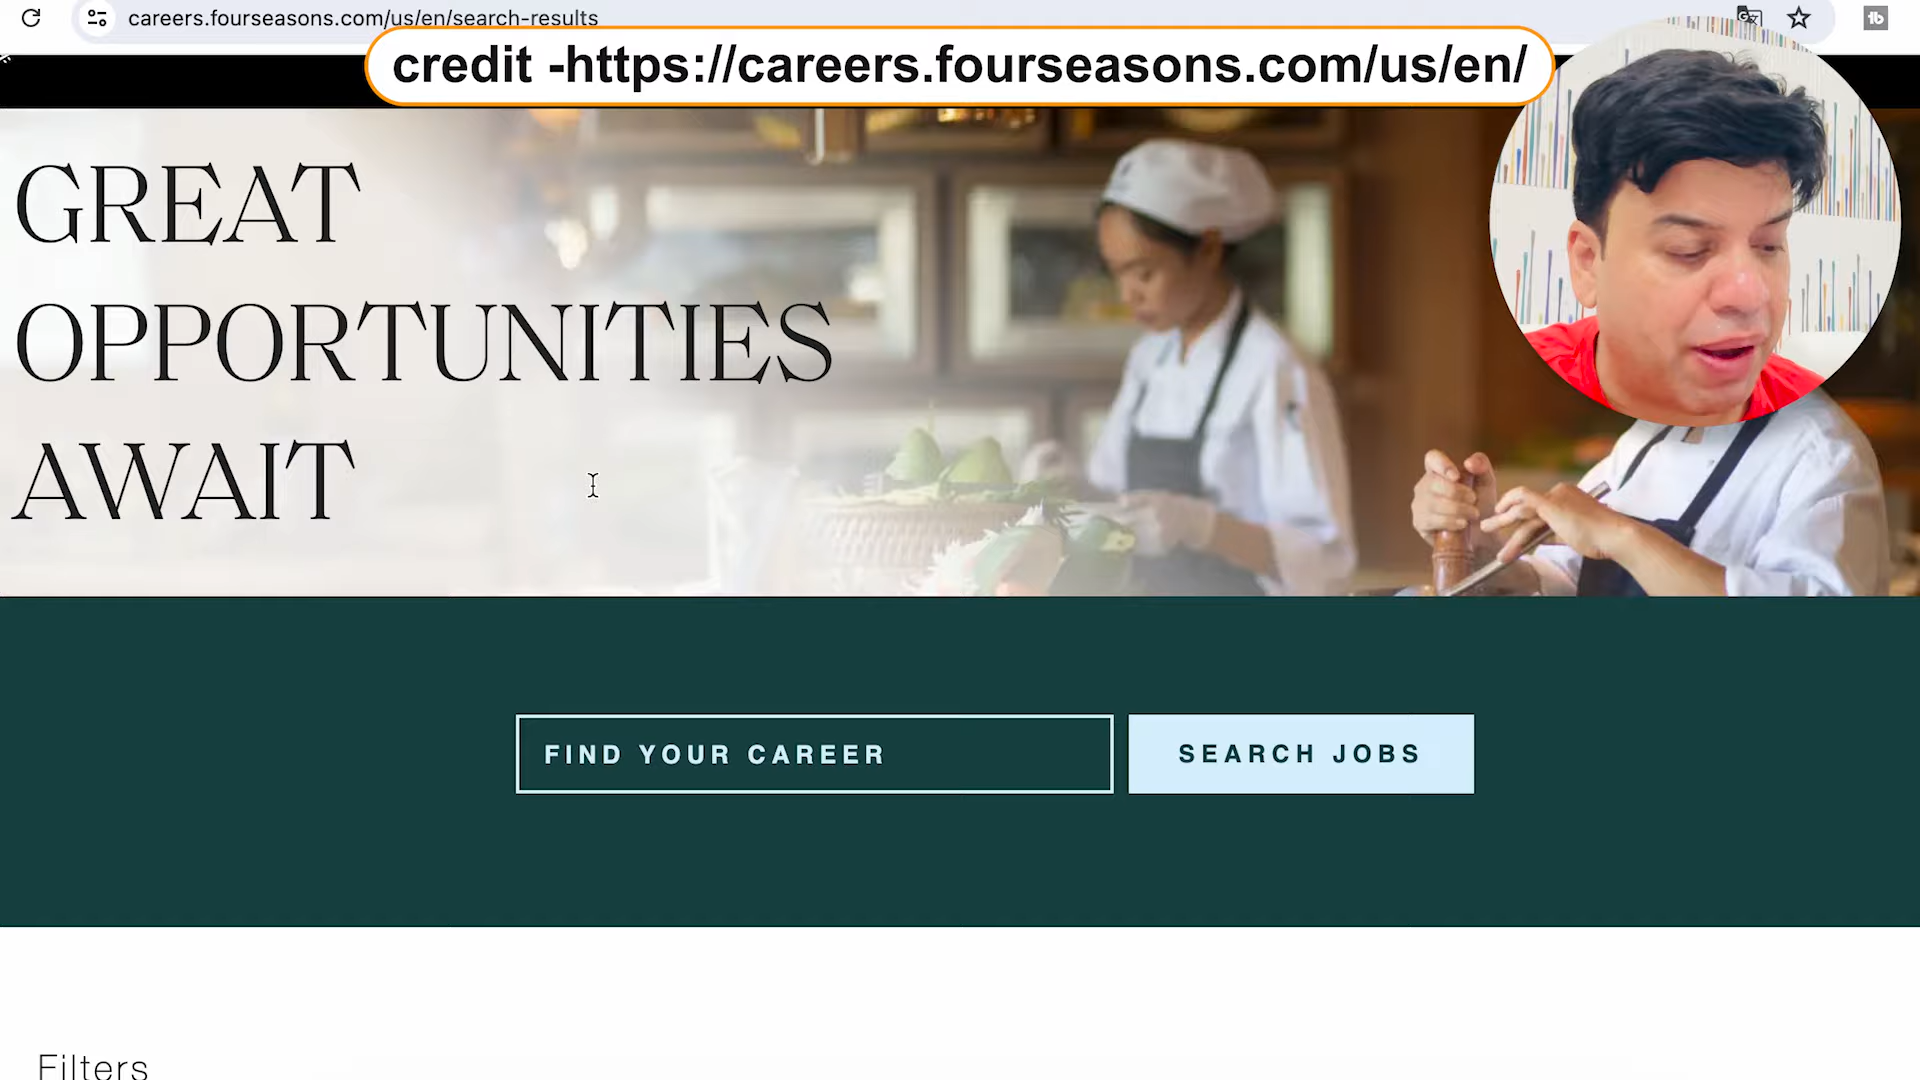 careers.fourseasons.com/us/en/search-results
credit -https://careers.fourseasons.com/us/en/
GREAT
OPPORTUNITIES
AWAIT
FIND YOUR CAREER
SEARCH JOBS
Filters